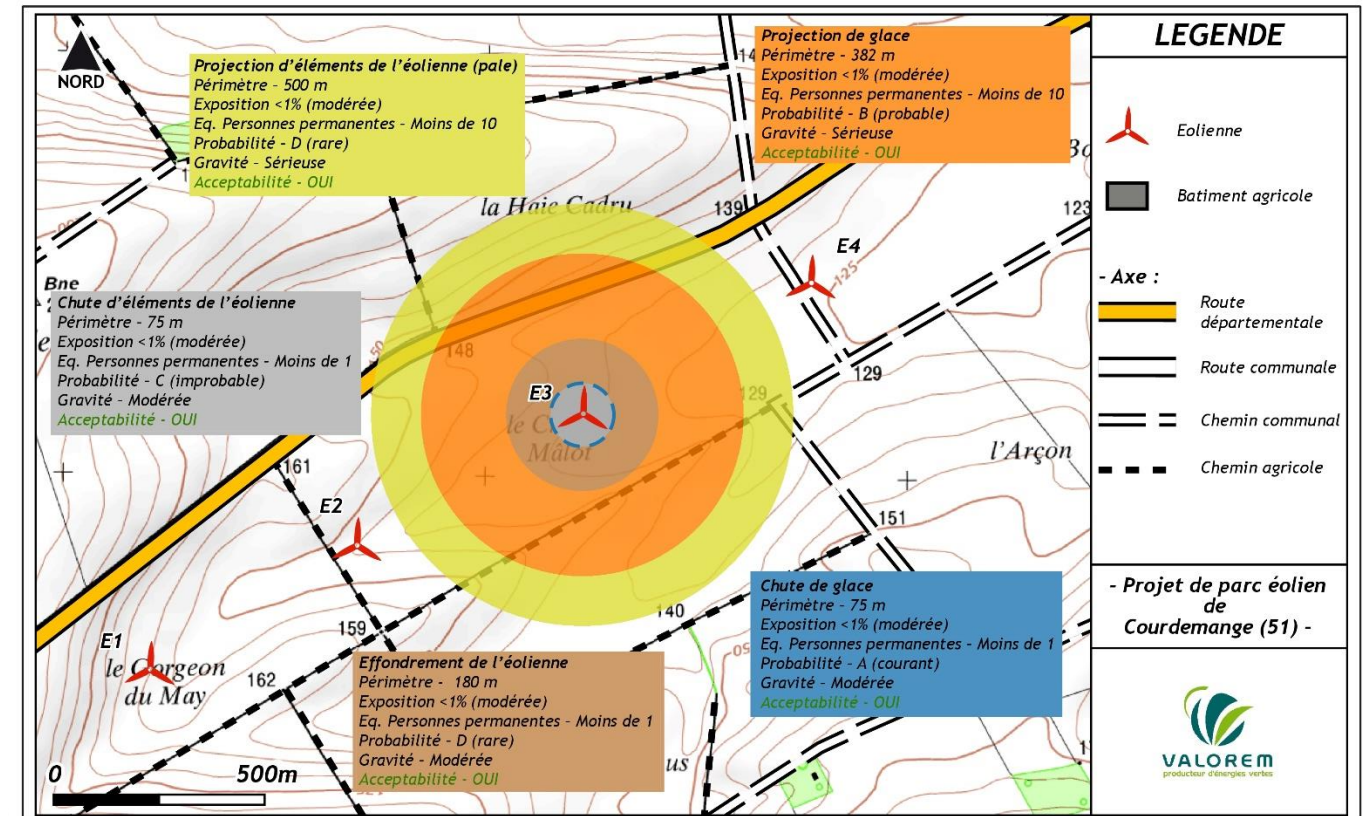 NORD
Projection d'éléments de l'éolienne (pale)
Périmètre - 500 m
Exposition <1% (modérée)
Eq. Personnes permanentes - Moins de 10
Probabilité - D (rare)
Gravité - Sérieuse
Acceptabilité - OUI
Projection de glace
Périmètre - 382 m
Exposition <1% (modérée)
Eq. Personnes permanentes - Moins de 10
Probabilité - B (probable)
Gravité - Sérieuse
Acceptabilité - OUI
la Haie Cadru
139
123
E4
125
Bne
Chute d'éléments de l'éolienne
Périmètre - 75 m
Exposition <1% (modérée)
Eq. Personnes permanentes - Moins de 1
Probabilité - C (improbable)
Gravité - Modérée
Acceptabilité - OUI
148
E3
129
129
Mâlot
l'Arçon
161
E2
151
140
159
E1
le Gorgeon
du May
162
Effondrement de l'éolienne
Périmètre - 180 m
Exposition <1% (modérée)
Eq. Personnes permanentes - Moins de 1
Probabilité - D (rare)
Gravité - Modérée
Acceptabilité - OUI
Chute de glace
Périmètre - 75 m
Exposition <1% (modérée)
Eq. Personnes permanentes - Moins de 1
Probabilité - A (courant)
Gravité - Modérée
Acceptabilité - OUI
us
0 500m
LEGENDE
Eolienne
Batiment agricole
- Axe :
Route
départementale
Route communale
Chemin communal
Chemin agricole
- Projet de parc éolien
de
Courdemange (51) -
VALOREM
producteur d'énergies vertes